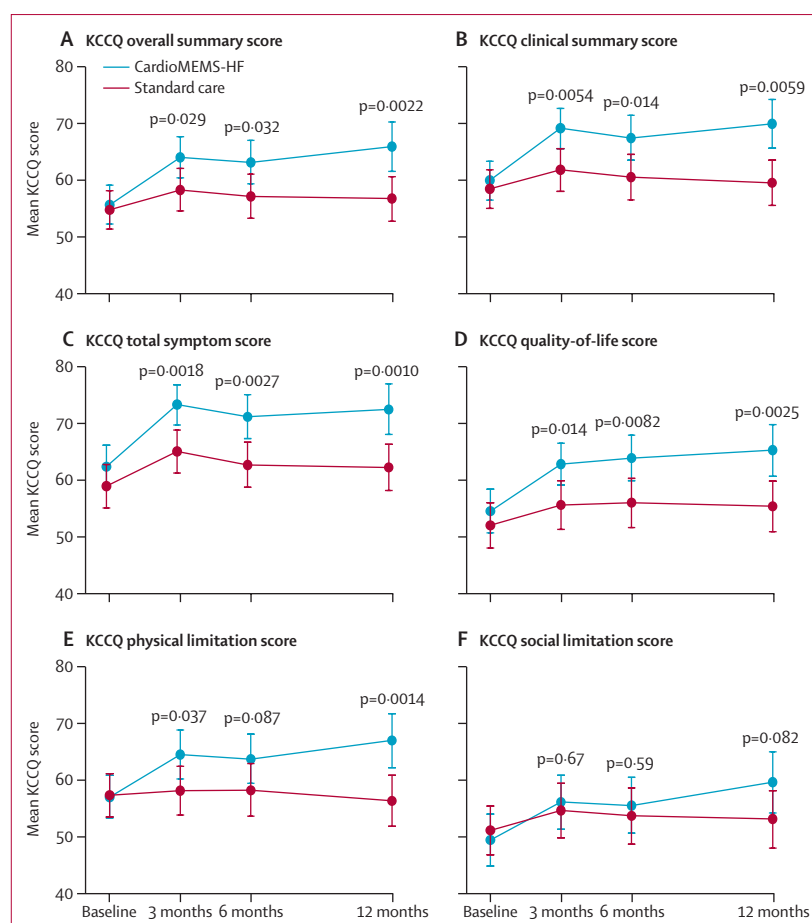 A KCCQ overall summary score
CardioMEMS-HF
Standard care
Mean KCCQ score
80
70
60
50
40
p=0·029
p=0·032
p=0·0022
B KCCQ clinical summary score
p=0·0054
p=0·014
p=0·0059
C KCCQ total symptom score
Mean KCCQ score
80
70
60
50
40
p=0·0018
p=0·0027
p=0·0010
D KCCQ quality-of-life score
p=0·014
p=0·0082
p=0·0025
E KCCQ physical limitation score
Mean KCCQ score
80
70
60
50
40
p=0·037
p=0·087
p=0·0014
Baseline
3 months
6 months
12 months
F KCCQ social limitation score
p=0·67
p=0·59
p=0·082
Baseline
3 months
6 months
12 months